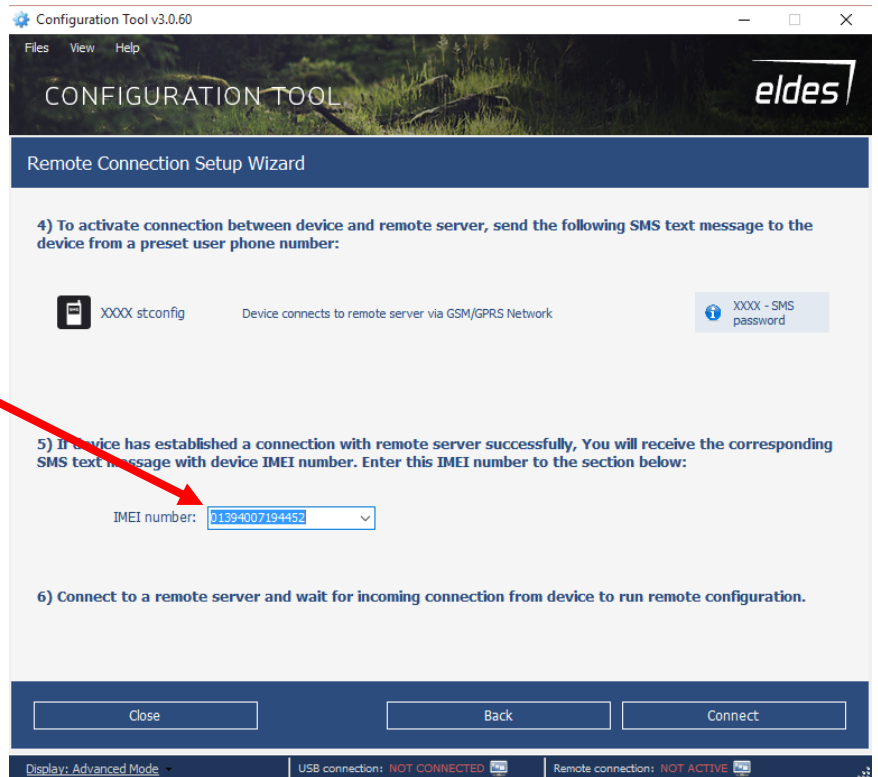 Configuration Tool v3.0.60
Files View Help
CONFIGURATION TOOL
eldes
Remote Connection Setup Wizard
4) To activate connection between device and remote server, send the following SMS text message to the
device from a preset user phone number:
XXXX stconfig
Device connects to remote server via GSM/GPRS Network
XXXX - SMS
password
5) If device has established a connection with remote server successfully, You will receive the corresponding
SMS text message with device IMEI number. Enter this IMEI number to the section below:
IMEI number: 01394007194452
6) Connect to a remote server and wait for incoming connection from device to run remote configuration.
Close Back Connect
Display: Advanced Mode USB connection: NOT CONNECTED Remote connection: NOT ACTIVE